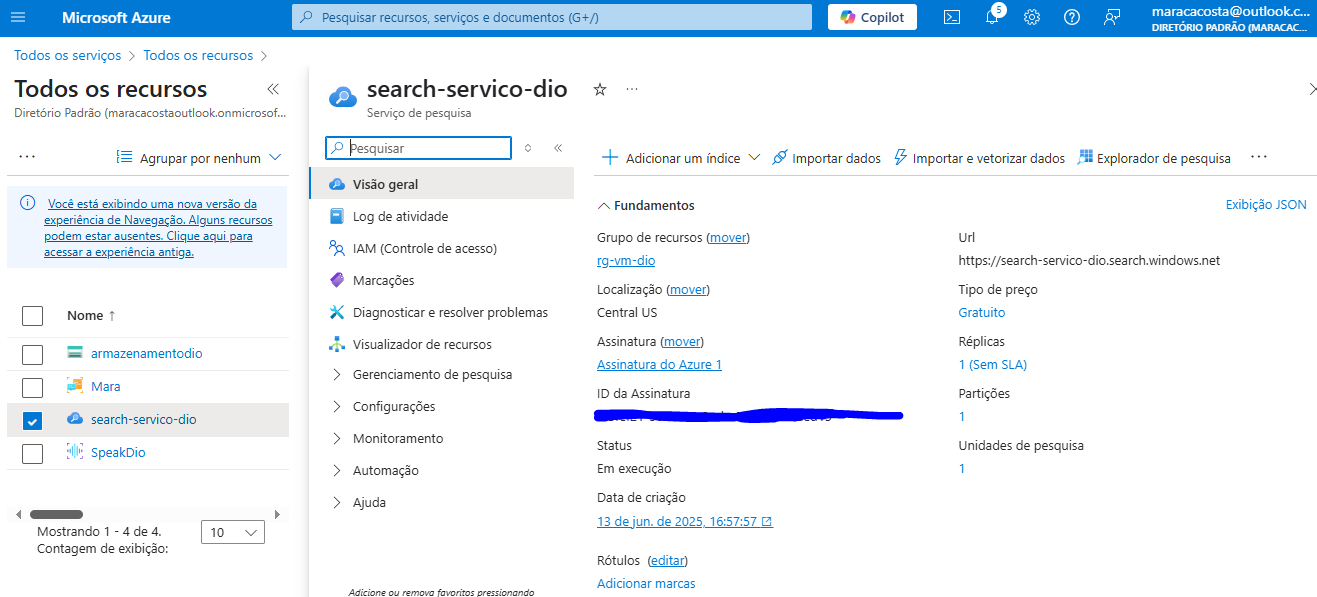 Microsoft Azure
Pesquisar recursos, serviços e documentos (G+/)
Copilot
5
maracacosta@outlook.c...
DIRETÓRIO PADRÃO (MARACAC...
Todos os serviços > Todos os recursos >
Todos os recursos
Diretório Padrão (maracacostaoutlook.onmicrosof...
... Agrupar por nenhum
Você está exibindo uma nova versão da
experiência de Navegação. Alguns recursos
podem estar ausentes. Clique aqui para
acessar a experiência antiga.
Nome ↑
armazenamentodio
Mara
search-servico-dio
SpeakDio
Mostrando 1 - 4 de 4.
Contagem de exibição:
10
search-servico-dio
Serviço de pesquisa
Pesquisar
Visão geral
Log de atividade
IAM (Controle de acesso)
Marcações
Diagnosticar e resolver problemas
Visualizador de recursos
Gerenciamento de pesquisa
Configurações
Monitoramento
Automação
Ajuda
Adicione ou remova favoritos pressionando
Adicionar um índice Importar dados Importar e vetorizar dados Explorador de pesquisa ...
Fundamentos
Exibição JSON
Grupo de recursos (mover)
rg-vm-dio
Localização (mover)
Central US
Assinatura (mover)
Assinatura do Azure 1
ID da Assinatura
Status
Em execução
Data de criação
13 de jun. de 2025, 16:57:57
Rótulos (editar)
Adicionar marcas
Url
https://search-servico-dio.search.windows.net
Tipo de preço
Gratuito
Réplicas
1 (Sem SLA)
Partições
1
Unidades de pesquisa
1